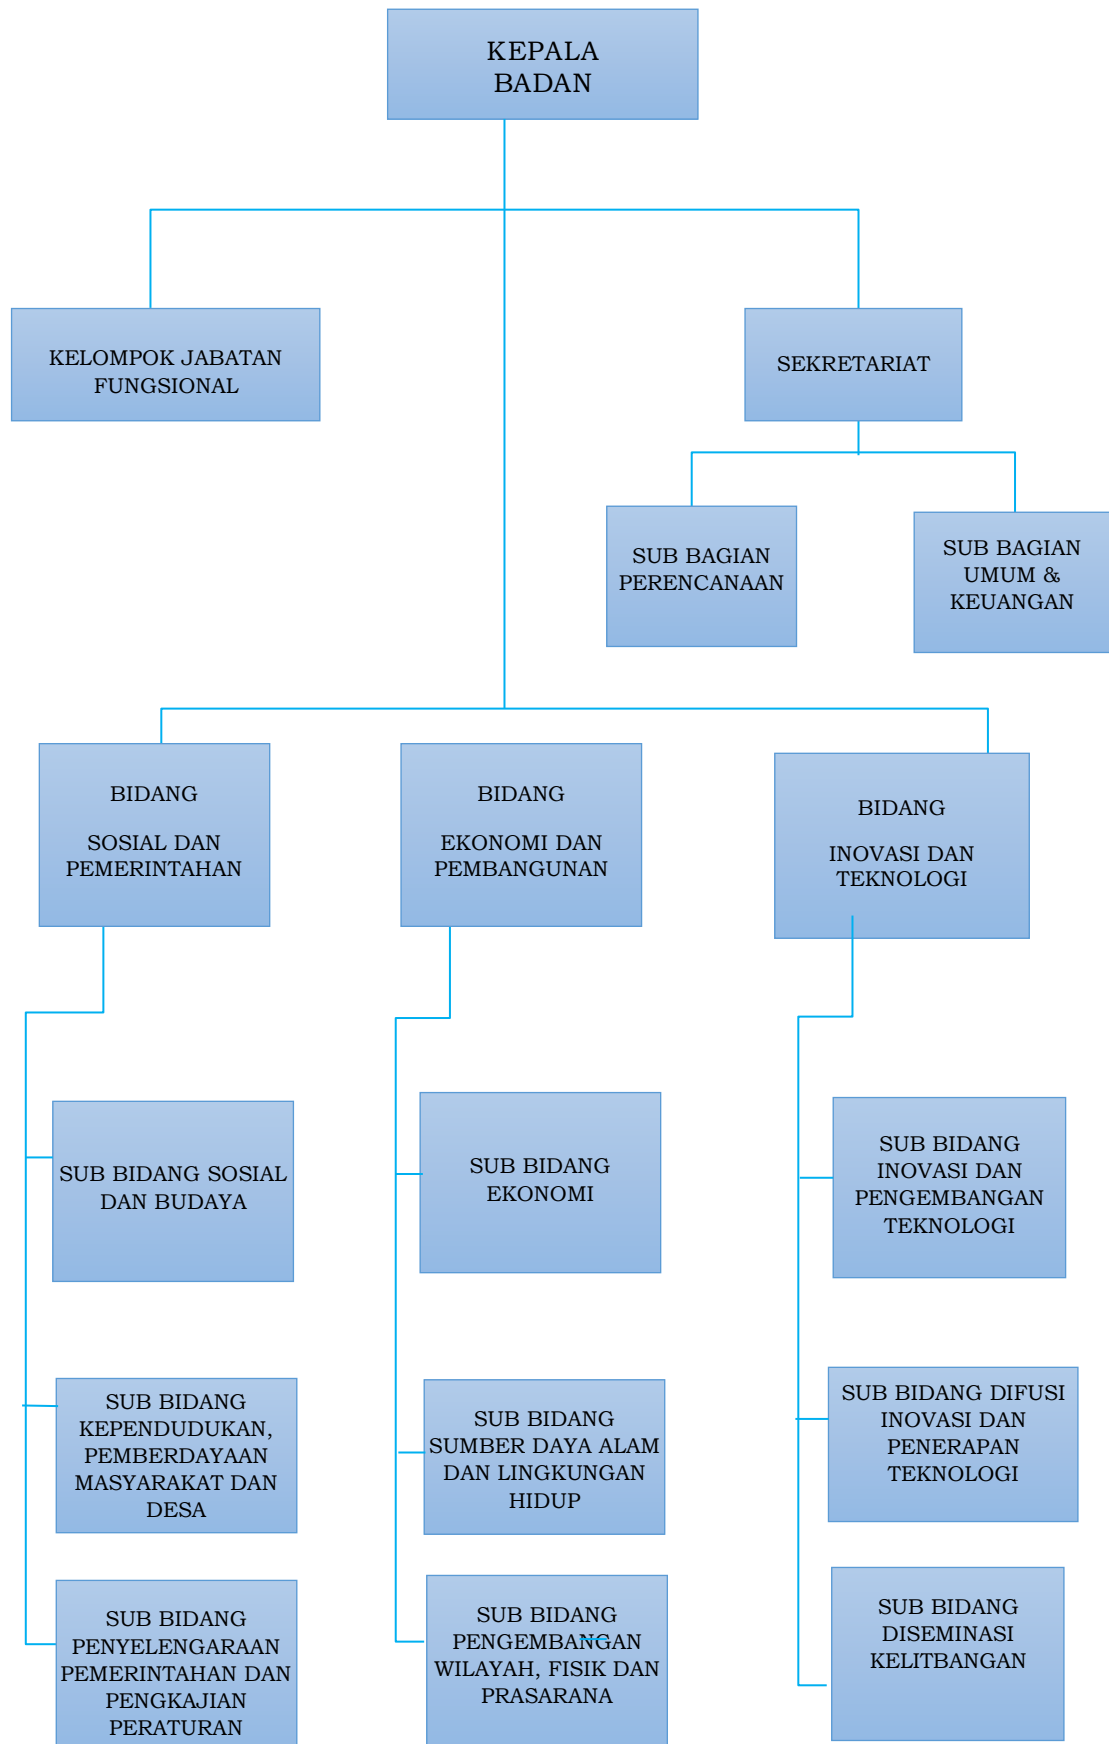 KEPALA
BADAN
KELOMPOK JABATAN
FUNGSIONAL
SEKRETARIAT
SUB BAGIAN
PERENCANAAN
SUB BAGIAN
UMUM &
KEUANGAN
BIDANG
SOSIAL DAN
PEMERINTAHAN
BIDANG
EKONOMI DAN
PEMBANGUNAN
BIDANG
INOVASI DAN
TEKNOLOGI
SUB BIDANG SOSIAL
DAN BUDAYA
SUB BIDANG
EKONOMI
SUB BIDANG
INOVASI DAN
PENGEMBANGAN
TEKNOLOGI
SUB BIDANG
KEPENDUDUKAN,
PEMBERDAYAAN
MASYARAKAT DAN
DESA
SUB BIDANG
SUMBER DAYA ALAM
DAN LINGKUNGAN
HIDUP
SUB BIDANG DIFUSI
INOVASI DAN
PENERAPAN
TEKNOLOGI
SUB BIDANG
PENYELENGARAAN
PEMERINTAHAN DAN
PENGKAJIAN
PERATURAN
SUB BIDANG
PENGEMBANGAN
WILAYAH, FISIK DAN
PRASARANA
SUB BIDANG
DISEMINASI
KELITBANGAN